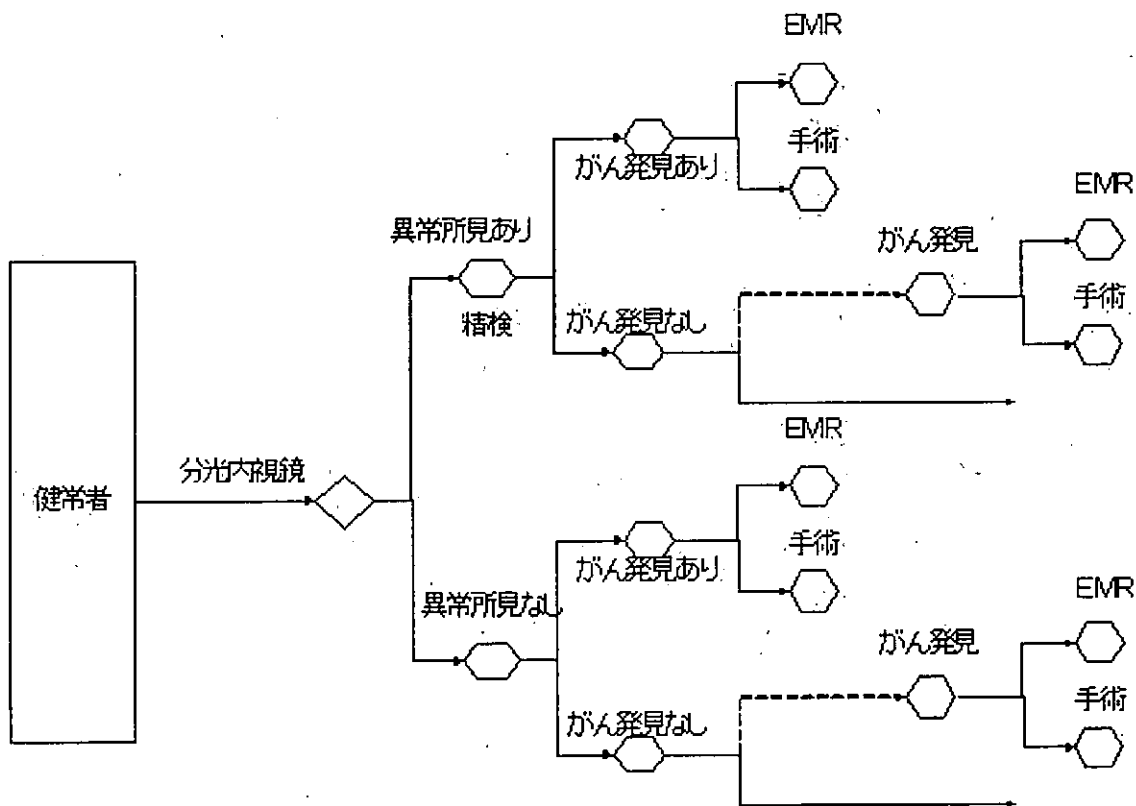 EMR
手術
がん発見あり
EMR
異常所見あり
がん発見
手術
精検
がん発見なし
EMR
分光内視鏡
健常者
手術
がん発見あり
EMR
異常所見なし
がん発見
手術
がん発見なし